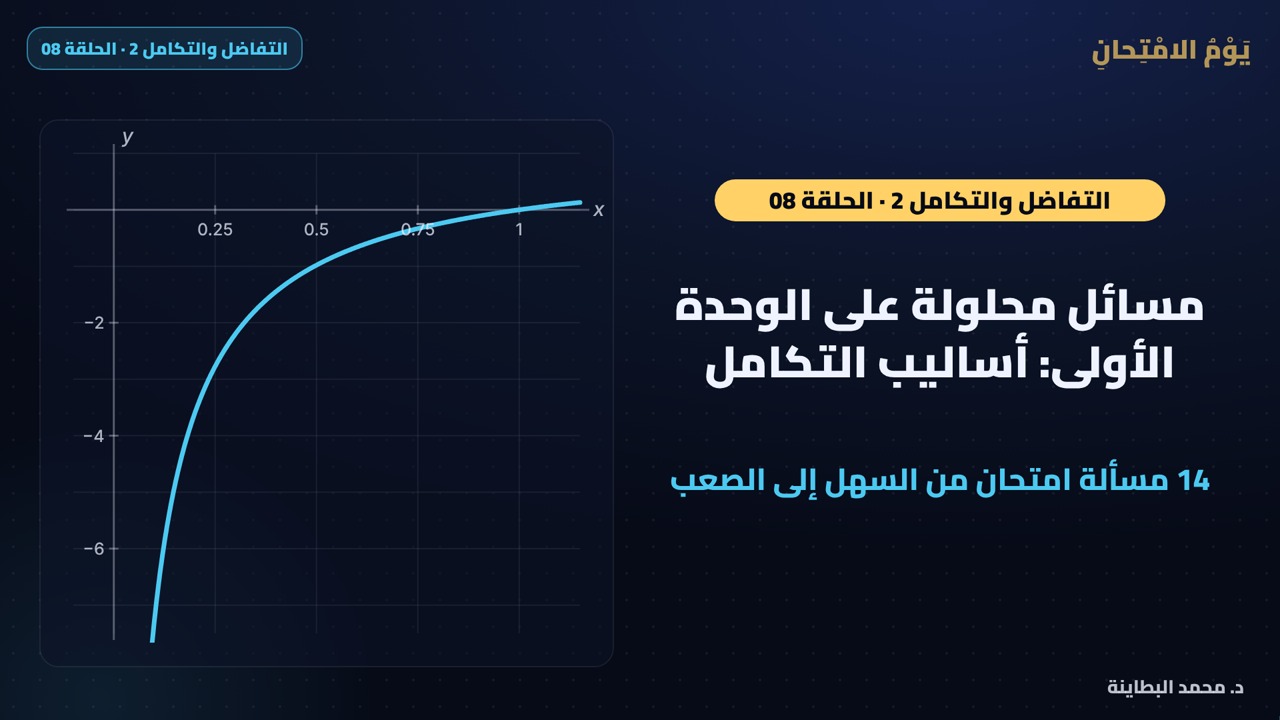 يَوْمُ الامْتِحانِ
التفاضل والتكامل 2 · الحلقة 08
التفاضل والتكامل 2 · الحلقة 08
مسائل محلولة على الوحدة
الأولى: أساليب التكامل
14 مسألة امتحان من السهل إلى الصعب
y
x
0.25 0.5 0.75 1
−2
−4
−6
د. محمد البطاينة